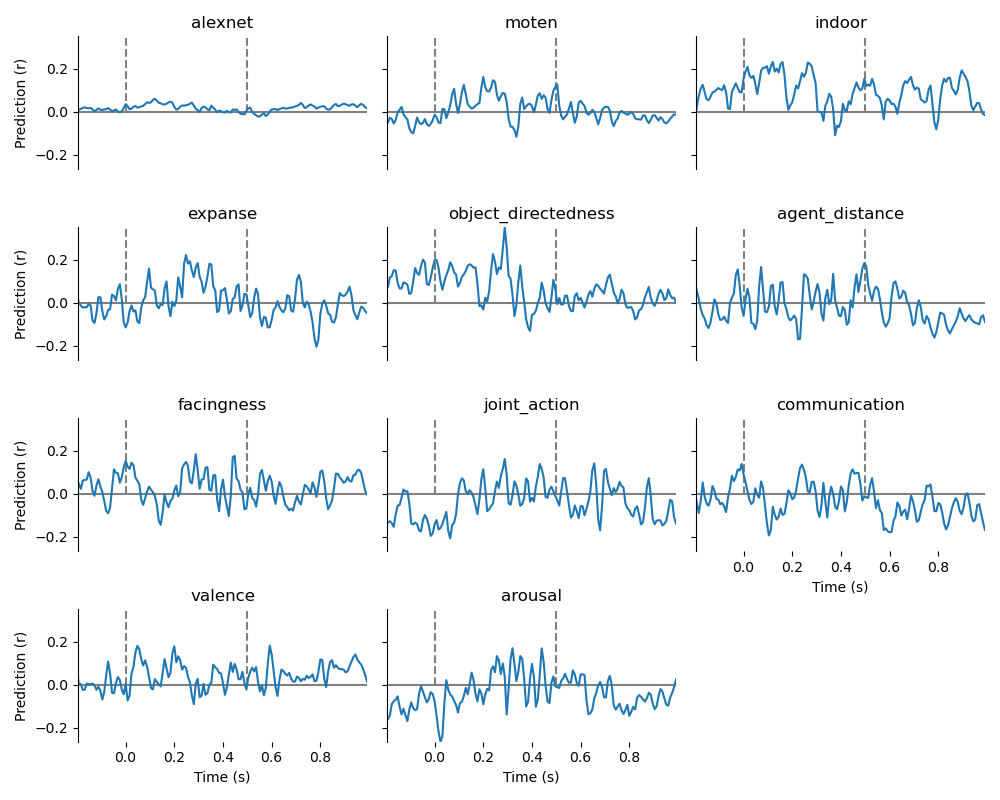 alexnet moten indoor
Prediction (r) 0.2
0.0
−0.2
expanse object_directedness agent_distance
Prediction (r) 0.2
0.0
−0.2
facingness joint_action communication
Prediction (r) 0.2
0.0
−0.2
0.0 0.2 0.4 0.6 0.8
Time (s)
valence arousal
Prediction (r) 0.2
0.0
−0.2
0.0 0.2 0.4 0.6 0.8 0.0 0.2 0.4 0.6 0.8
Time (s) Time (s)